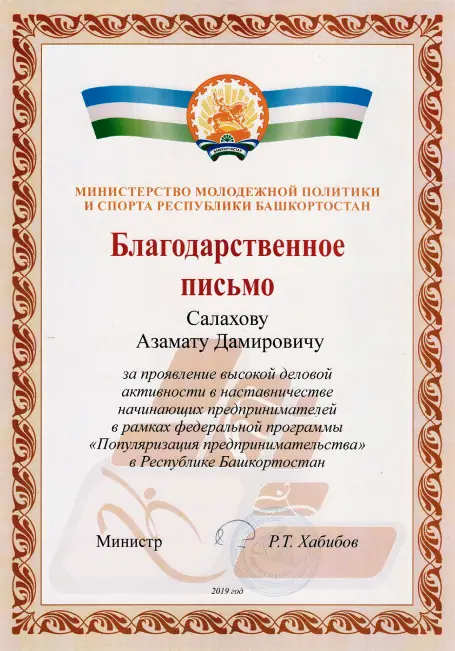 БАШКОРТОСТАН
МИНИСТЕРСТВО МОЛОДЕЖНОЙ ПОЛИТИКИ
И СПОРТА РЕСПУБЛИКИ БАШКОРТОСТАН
Благодарственное
письмо
Салахову
Азамату Дамировичу
за проявление высокой деловой
активности в наставничестве
начинающих предпринимателей
в рамках федеральной программы
«Популяризация предпринимательства»
в Республике Башкортостан
Министр Р.Т. Хабибов
2019 год